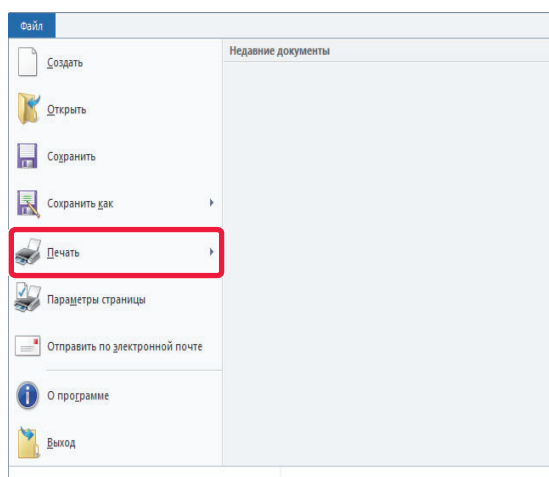 Файл
Недавние документы
Создать
Открыть
Сохранить
Сохранить как
Печать
Параметры страницы
Отправить по электронной почте
О программе
Выход